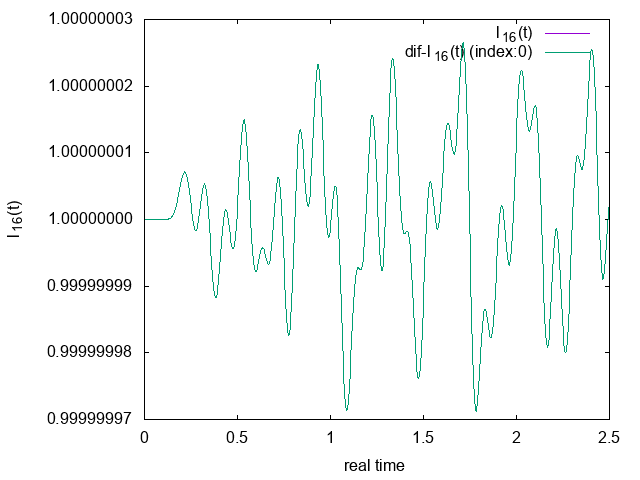 1.00000003
1.00000002
1.00000001
1.00000000
0.99999999
0.99999998
0.99999997
I16(t)
0 0.5 1 1.5 2 2.5
real time
I16(t)
dif-I16(t) (index:0)